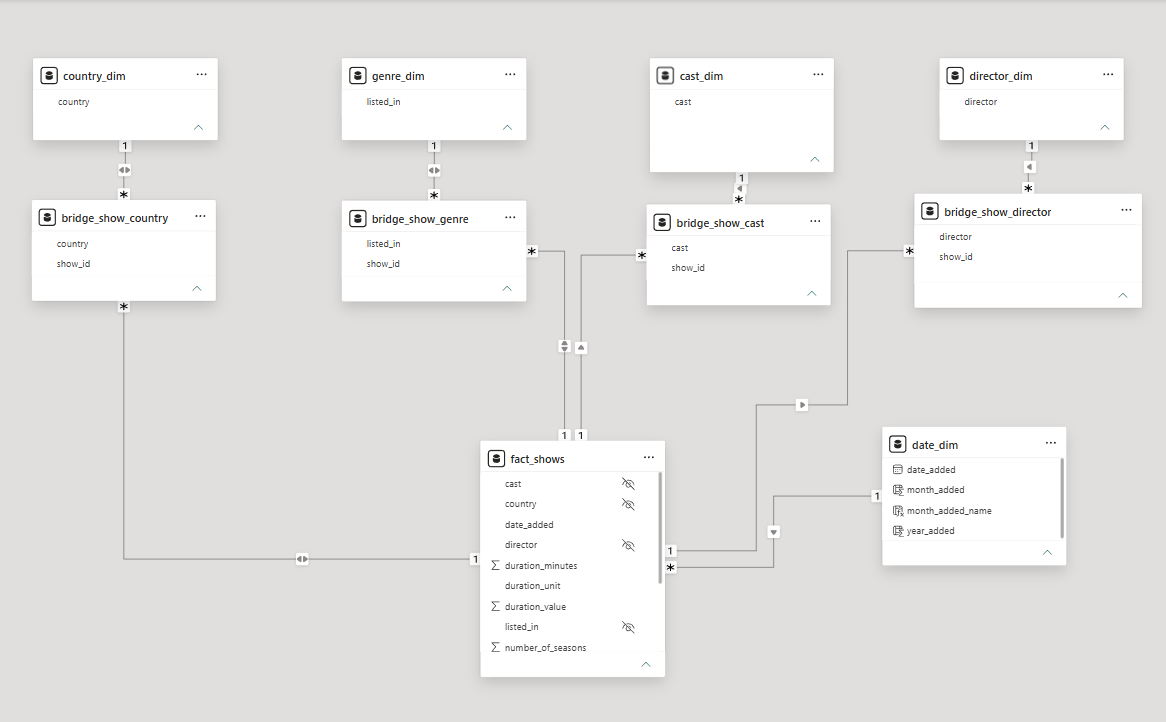 country_dim ...
country
1
*
genre_dim ...
listed_in
1
*
cast_dim ...
cast
1
*
director_dim ...
director
1
*
bridge_show_country ...
country
show_id
*
bridge_show_genre ...
listed_in
show_id
*
bridge_show_cast ...
cast
show_id
*
bridge_show_director ...
director
show_id
*
1 1
fact_shows ...
cast
country
date_added
director
Σ duration_minutes
duration_unit
Σ duration_value
listed_in
Σ number_of_seasons
1
1
*
date_dim ...
date_added
month_added
month_added_name
year_added
1